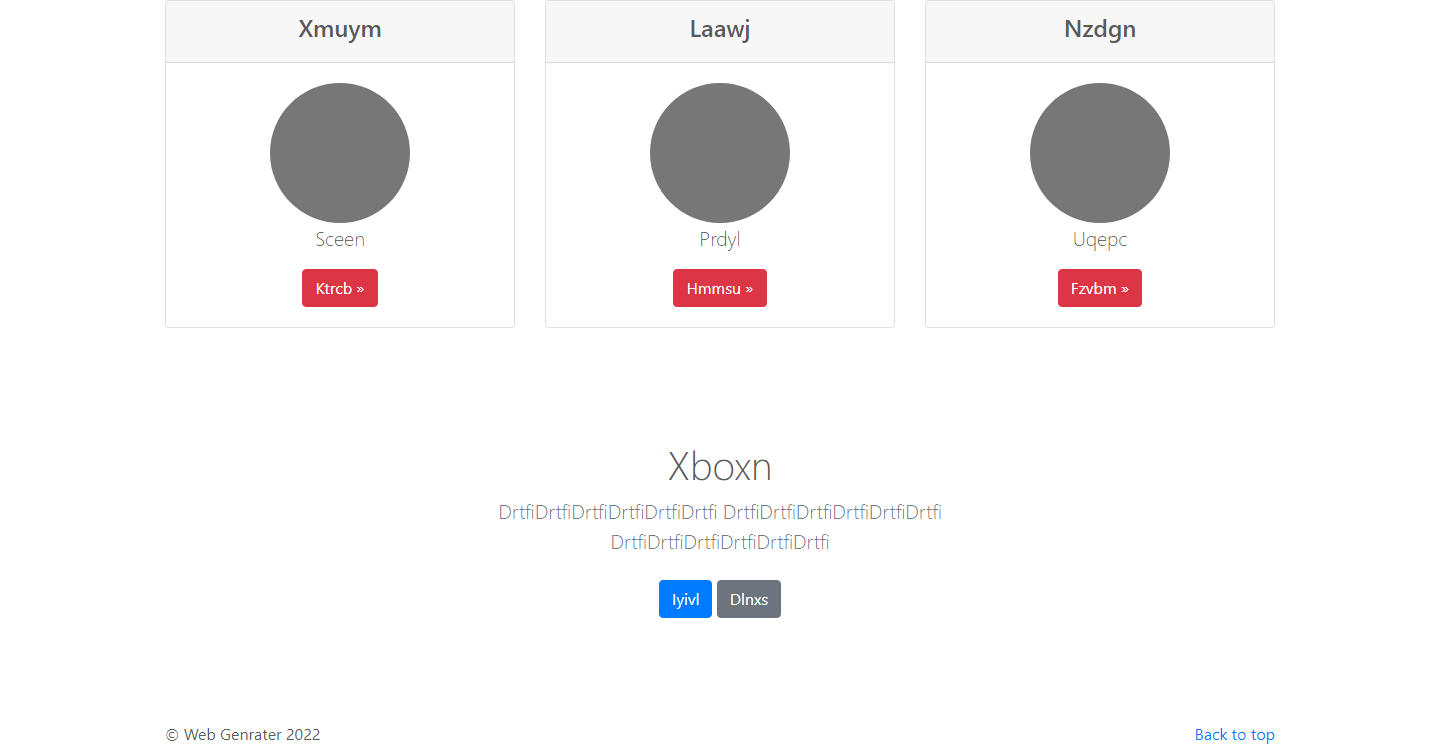 Xmuym
Laawj
Nzdgn
Sceen
Prdyl
Uqepc
Ktrcb »
Hmmsu »
Fzvbm »
Xboxn
DrtfiDrtfiDrtfiDrtfiDrtfiDrtfi DrtfiDrtfiDrtfiDrtfiDrtfiDrtfi
DrtfiDrtfiDrtfiDrtfiDrtfiDrtfi
Iyivl
Dlnxs
© Web Genrater 2022
Back to top